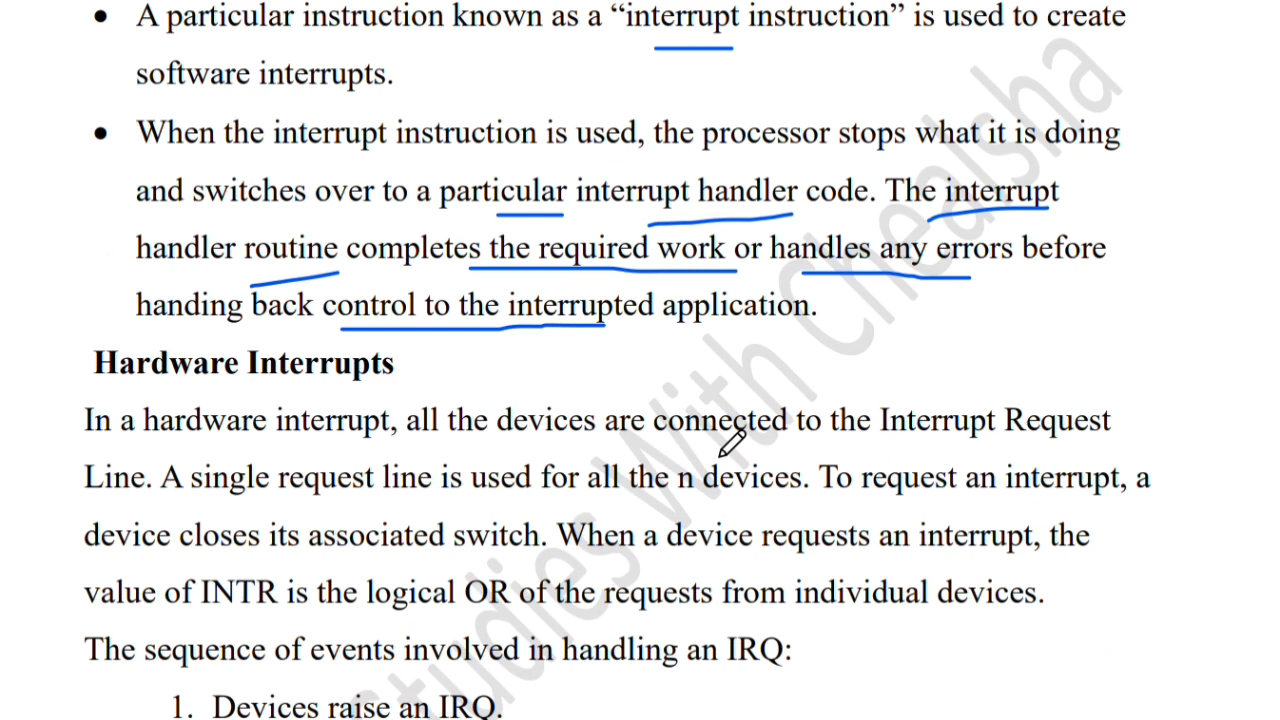 • A particular instruction known as a “interrupt instruction” is used to create
software interrupts.
• When the interrupt instruction is used, the processor stops what it is doing
and switches over to a particular interrupt handler code. The interrupt
handler routine completes the required work or handles any errors before
handing back control to the interrupted application.
Hardware Interrupts
In a hardware interrupt, all the devices are connected to the Interrupt Request
Line. A single request line is used for all the n devices. To request an interrupt, a
device closes its associated switch. When a device requests an interrupt, the
value of INTR is the logical OR of the requests from individual devices.
The sequence of events involved in handling an IRQ:
1. Devices raise an IRQ.
Studies With Chealsha